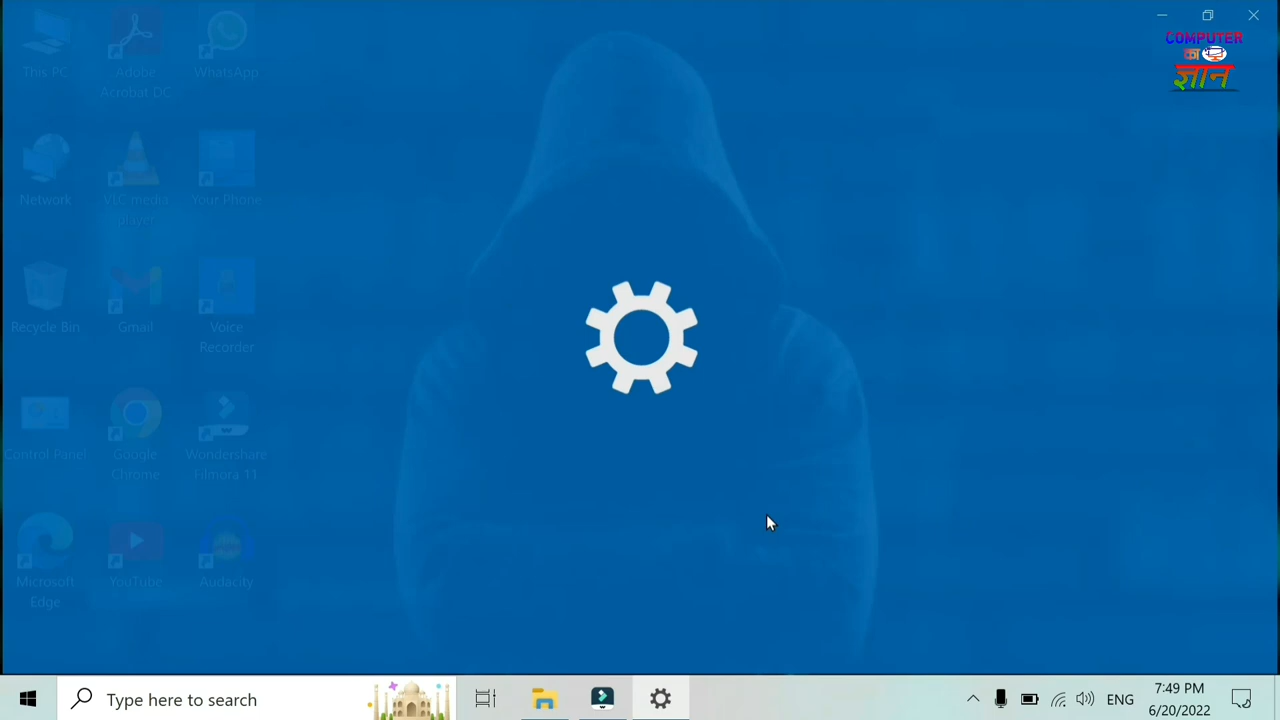 COMPUTER
का
ज्ञान
This PC
Adobe
Acrobat DC
WhatsApp
Network
VLC media
player
Your Phone
Recycle Bin
Gmail
Voice
Recorder
Control Panel
Google
Chrome
Wondershare
Filmora 11
Microsoft
Edge
YouTube
Audacity
Type here to search
ENG
7:49 PM
6/20/2022